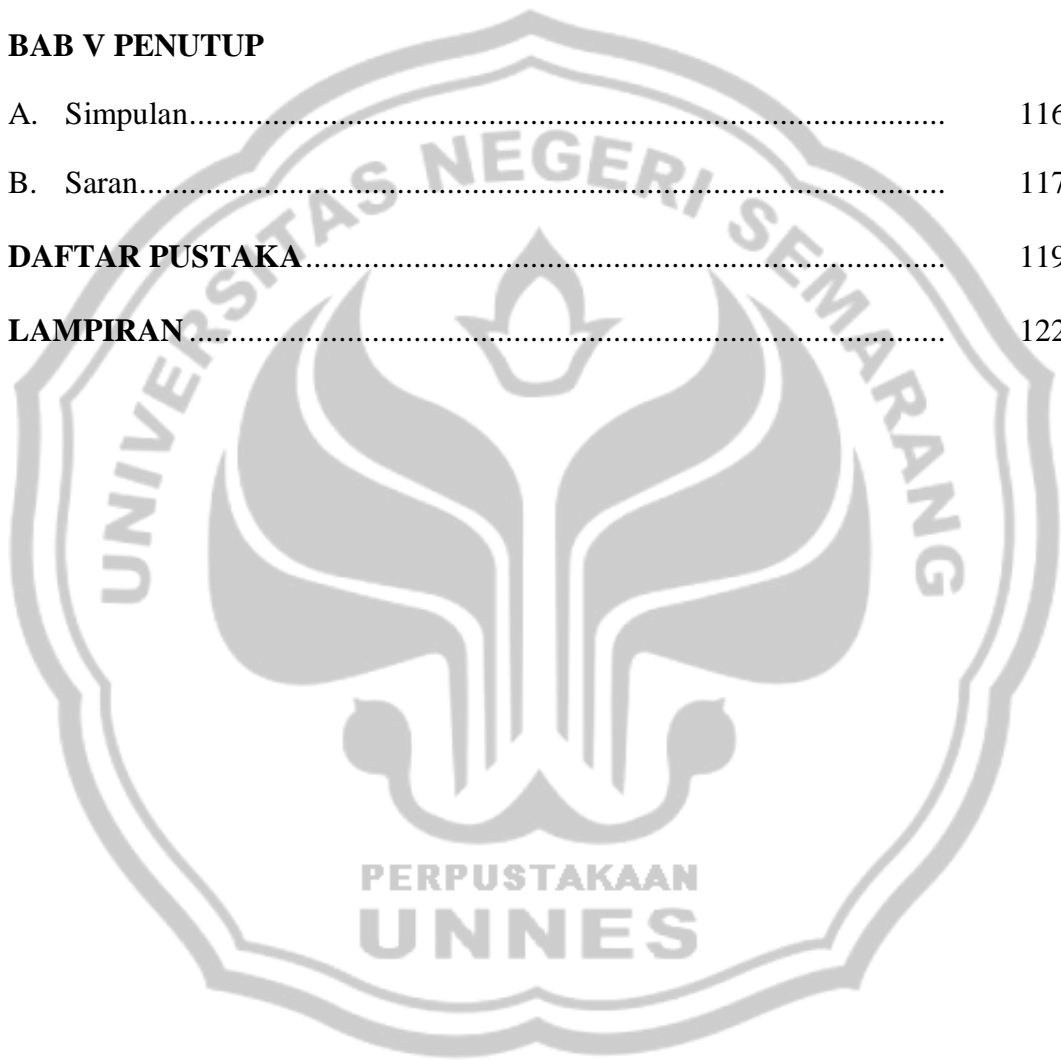 BAB V PENUTUP
A. Simpulan........................................................................................... 116
B. Saran................................................................................................. 117
DAFTAR PUSTAKA............................................................................. 119
LAMPIRAN........................................................................................... 122
UNIVERSITAS NEGERI SEMARANG
PERPUSTAKAAN
UNNES